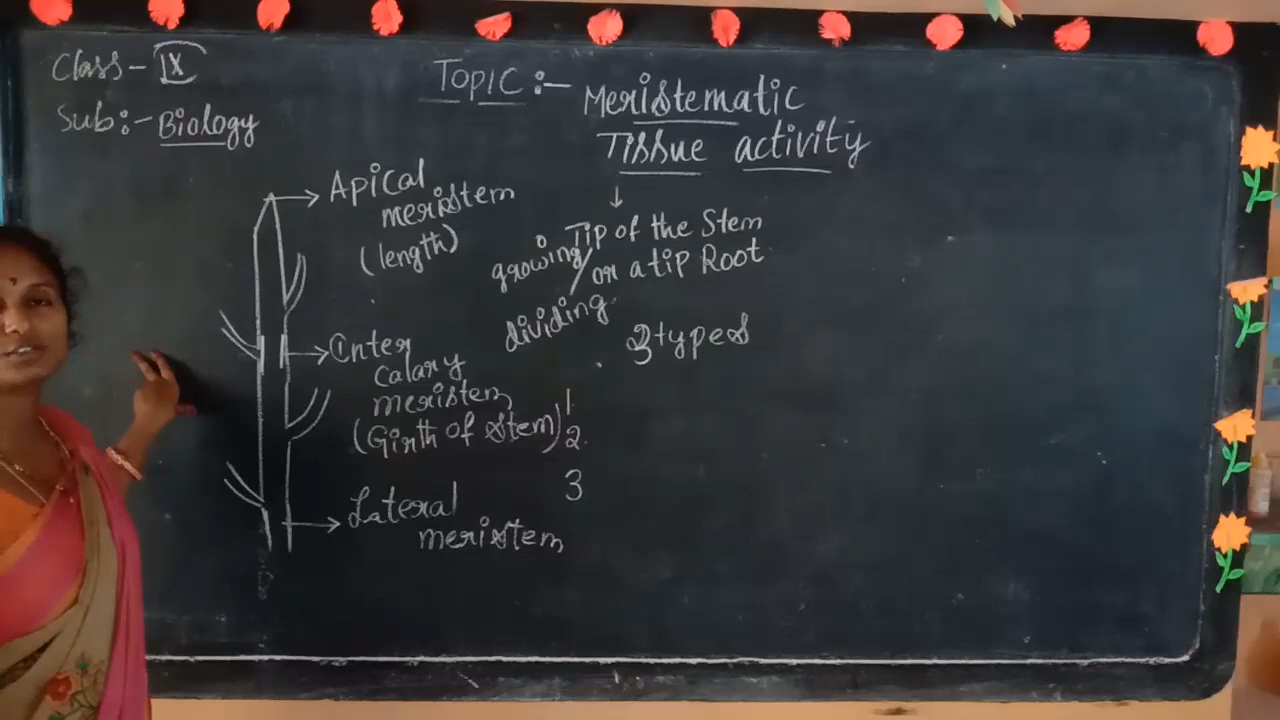 Class - IX
Sub:- Biology
TOPIC:- Meristematic
Tissue activity
↓
Tip of the Stem
growing/ or a tip Root
dividing
3 types
1
2
3
→ Apical
meristem
(length)
→ Inter
Calary
meristem
(Girth of stem)
→ Lateral
meristem